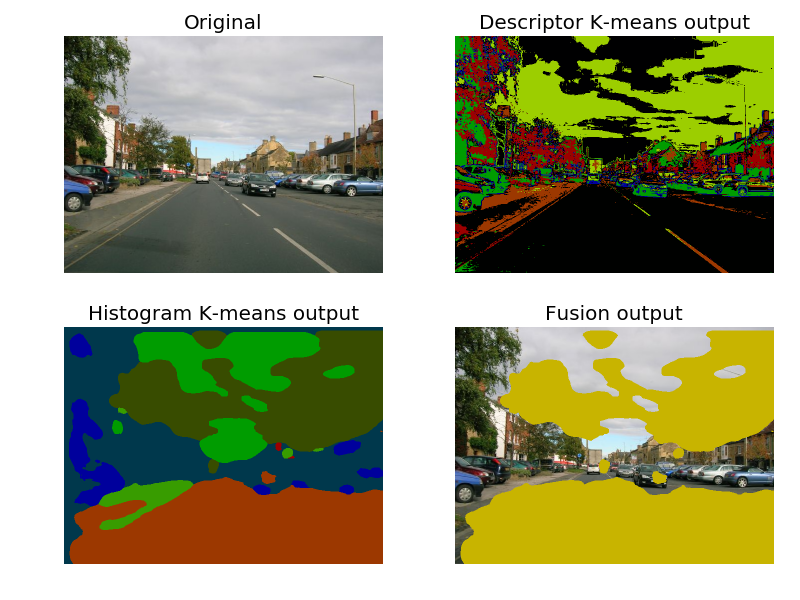 Original
Descriptor K-means output
Histogram K-means output
Fusion output